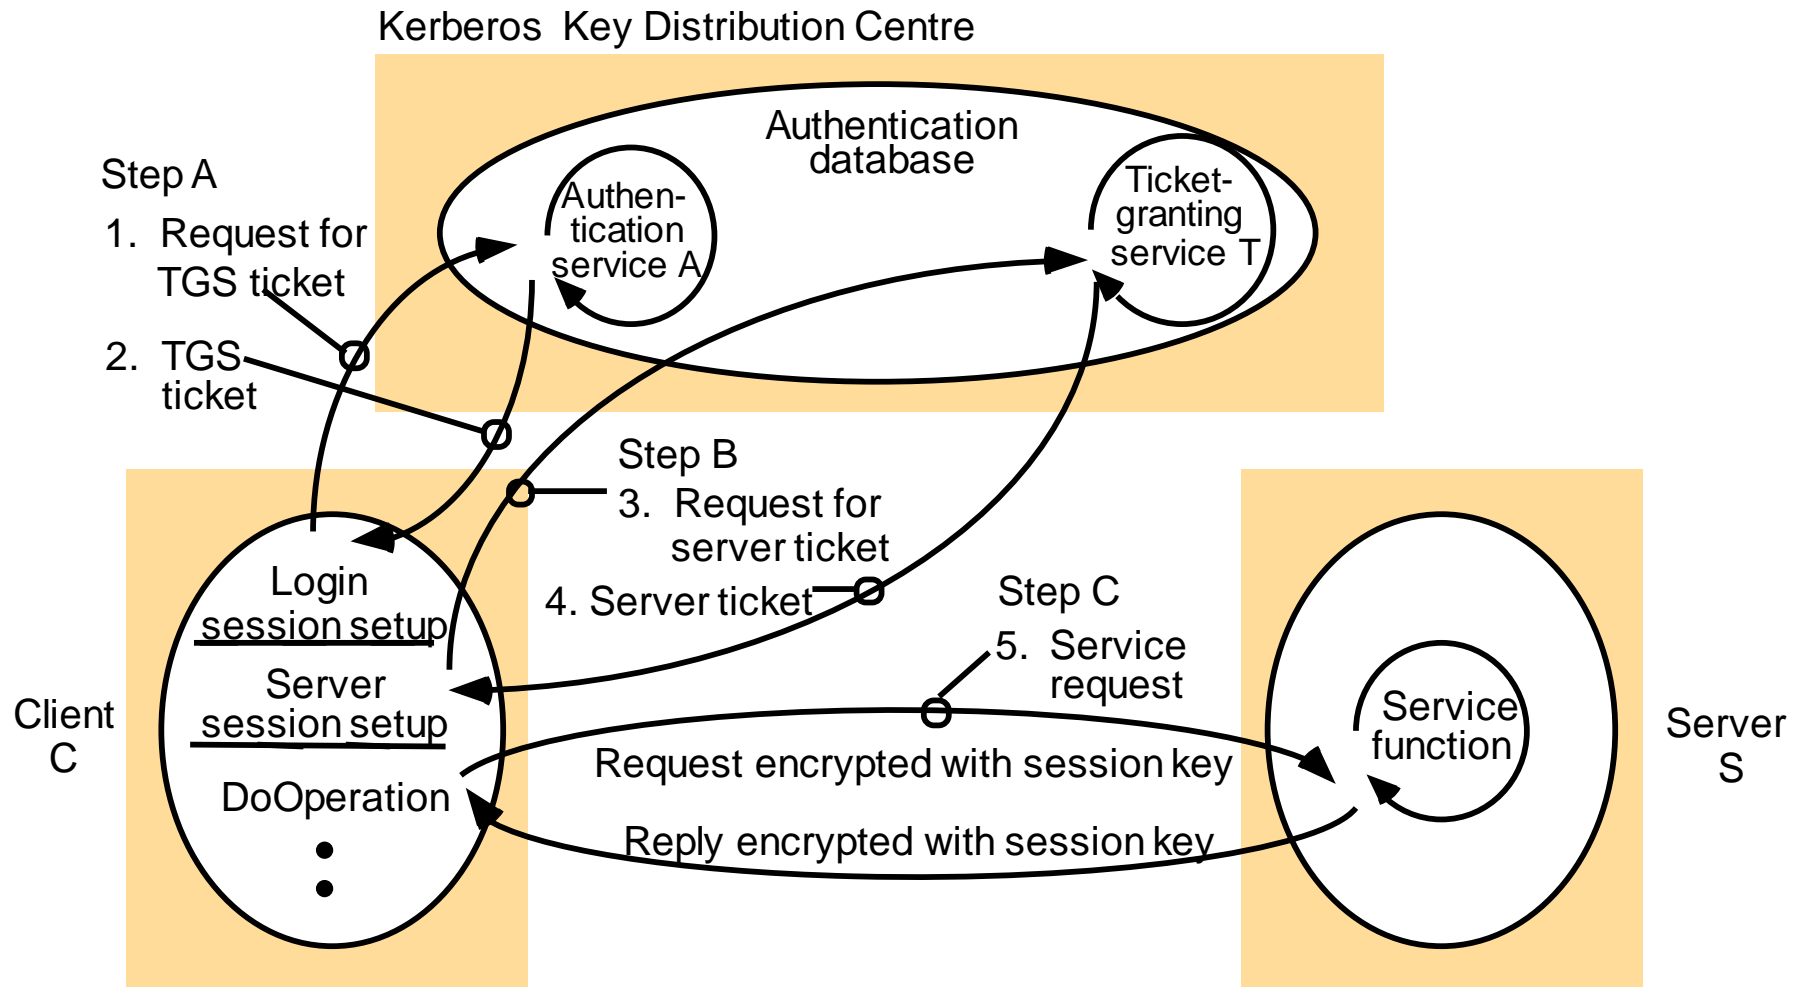 Kerberos Key Distribution Centre
Authentication
database
Step A
1. Request for
TGS ticket
2. TGS
ticket
Authen-
tication
service A
Ticket-
granting
service T
Step B
3. Request for
server ticket
4. Server ticket
Step C
5. Service
request
Login
session setup
Server
session setup
DoOperation
Client
C
Request encrypted with session key
Reply encrypted with session key
Service
function
Server
S